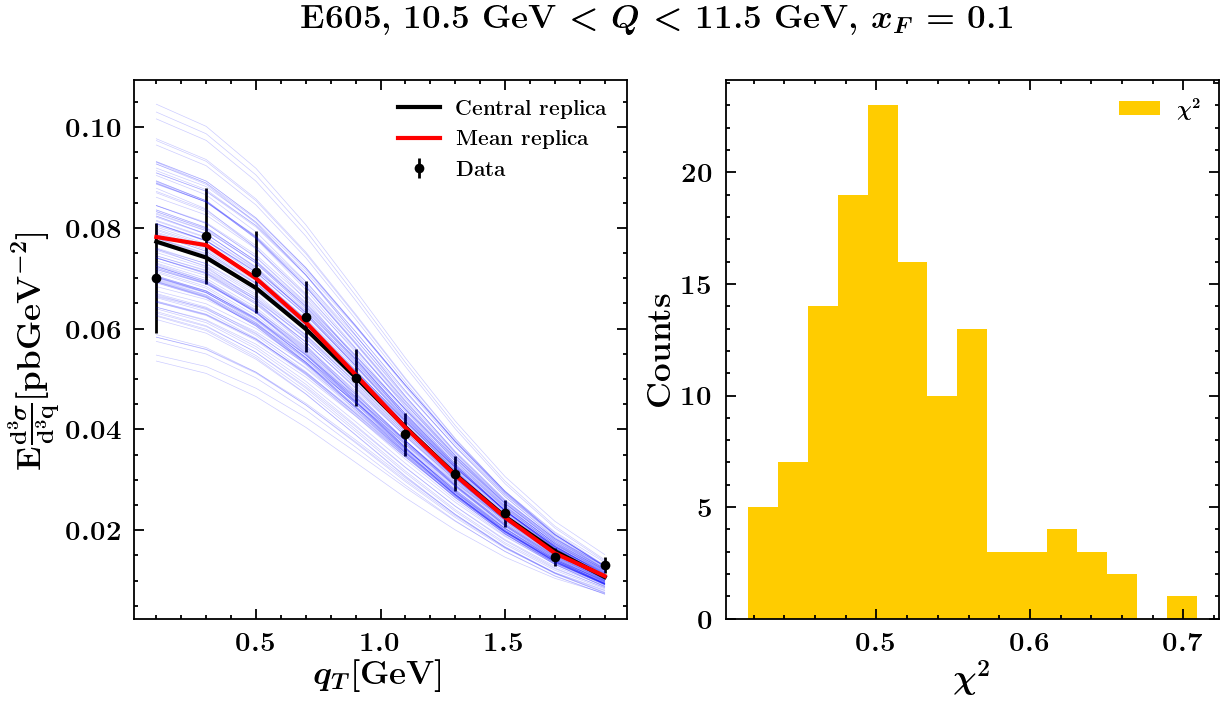 E605, 10.5 GeV < Q < 11.5 GeV, x_F = 0.1
E d³σ/d³q [pbGeV⁻²]
0.10
0.08
0.06
0.04
0.02
Central replica
Mean replica
Data
0.5 1.0 1.5
q_T[GeV]
Counts
20
15
10
5
0
χ²
0.5 0.6 0.7
χ²